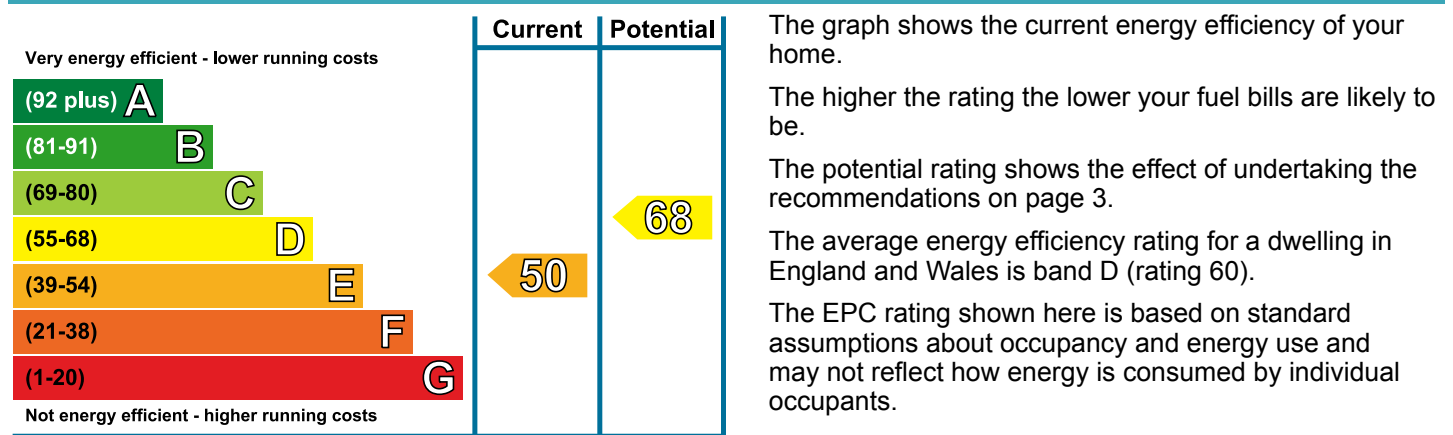 Current Potential
Very energy efficient - lower running costs
(92 plus) A
(81-91) B
(69-80) C
(55-68) D
(39-54) E
(21-38) F
(1-20) G
Not energy efficient - higher running costs
50
68
The graph shows the current energy efficiency of your
home.
The higher the rating the lower your fuel bills are likely to
be.
The potential rating shows the effect of undertaking the
recommendations on page 3.
The average energy efficiency rating for a dwelling in
England and Wales is band D (rating 60).
The EPC rating shown here is based on standard
assumptions about occupancy and energy use and
may not reflect how energy is consumed by individual
occupants.